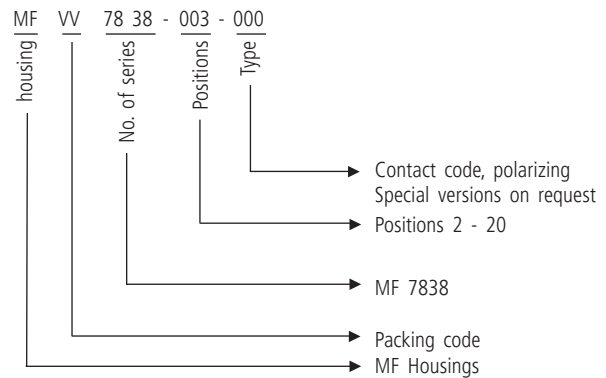 MF VV 78 38 - 003 - 000
housing
No. of series
Positions
Type
Contact code, polarizing
Special versions on request
Positions 2 - 20
MF 7838
Packing code
MF Housings